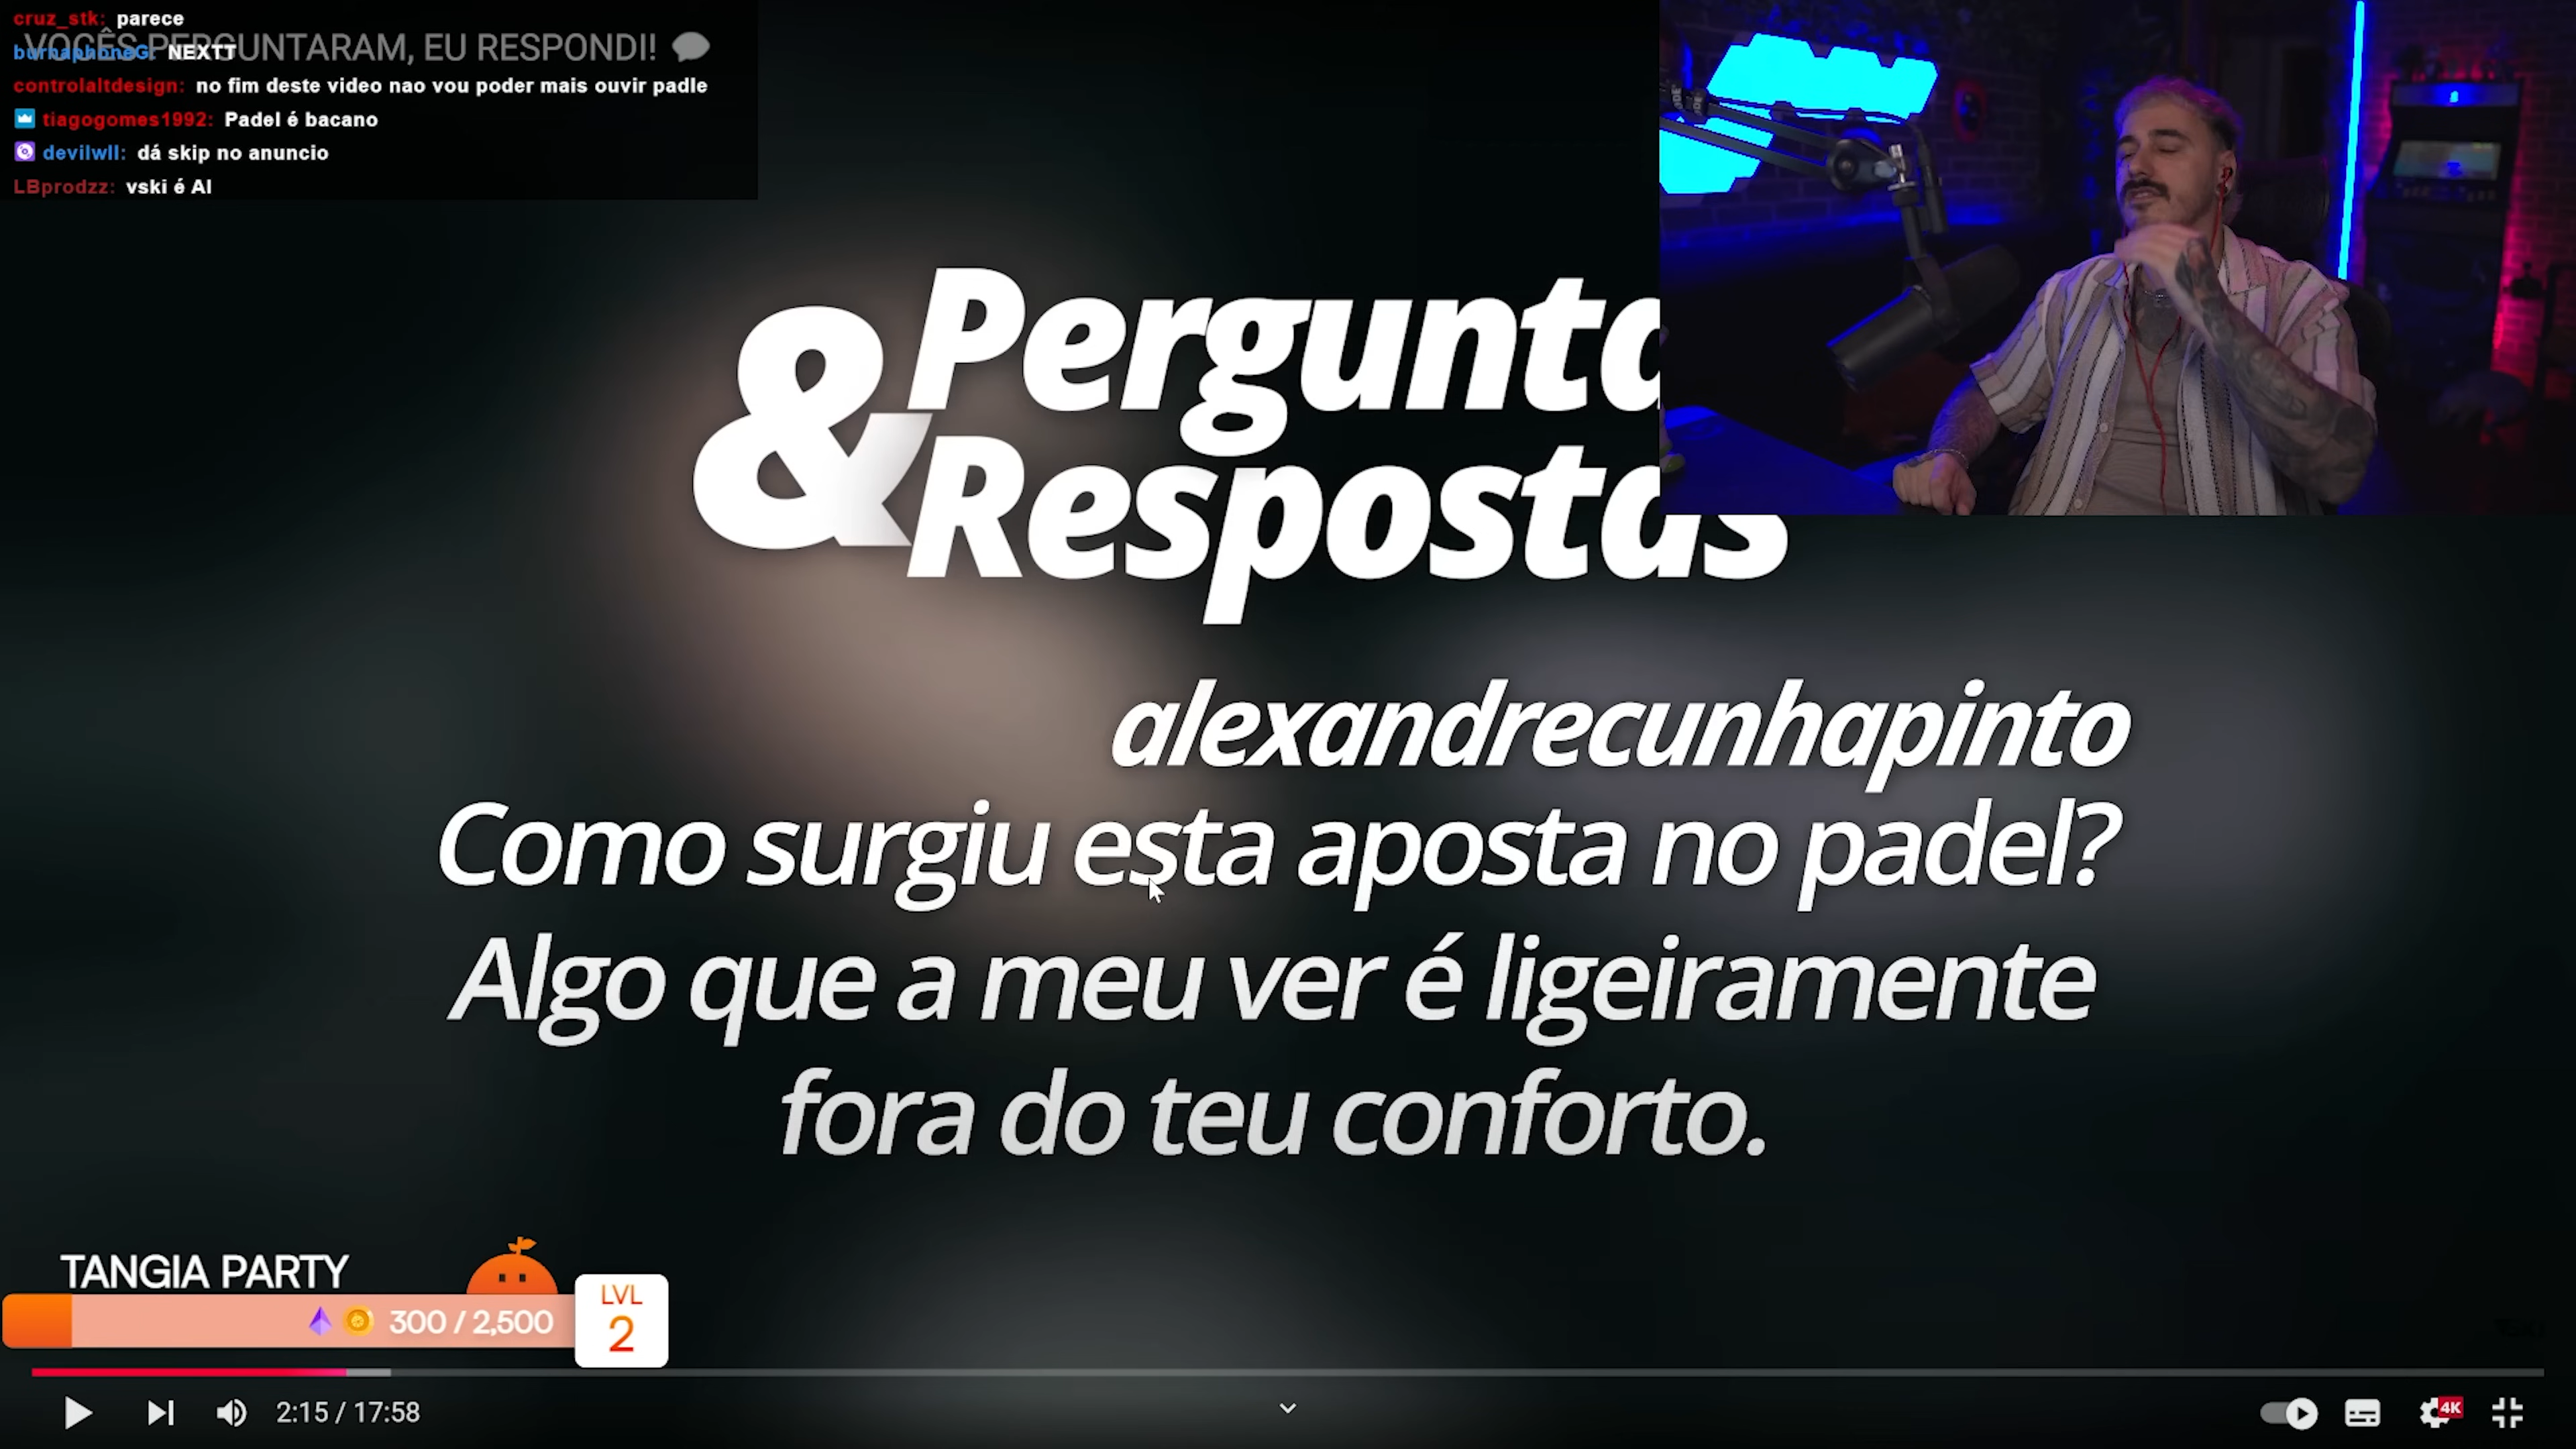 cruz_stk: parece
VOCÊS PERGUNTARAM, EU RESPONDI!
burnaphoneG: NEXTT
controlaltdesign: no fim deste video nao vou poder mais ouvir padle
tiagogomes1992: Padel é bacano
devilwll: dá skip no anuncio
LBprodzz: vski é AI
& Pergunta
Respostas
alexandrecunhapinto
Como surgiu esta aposta no padel?
Algo que a meu ver é ligeiramente
fora do teu conforto.
TANGIA PARTY
300 / 2,500
LVL
2
2:15 / 17:58
4K